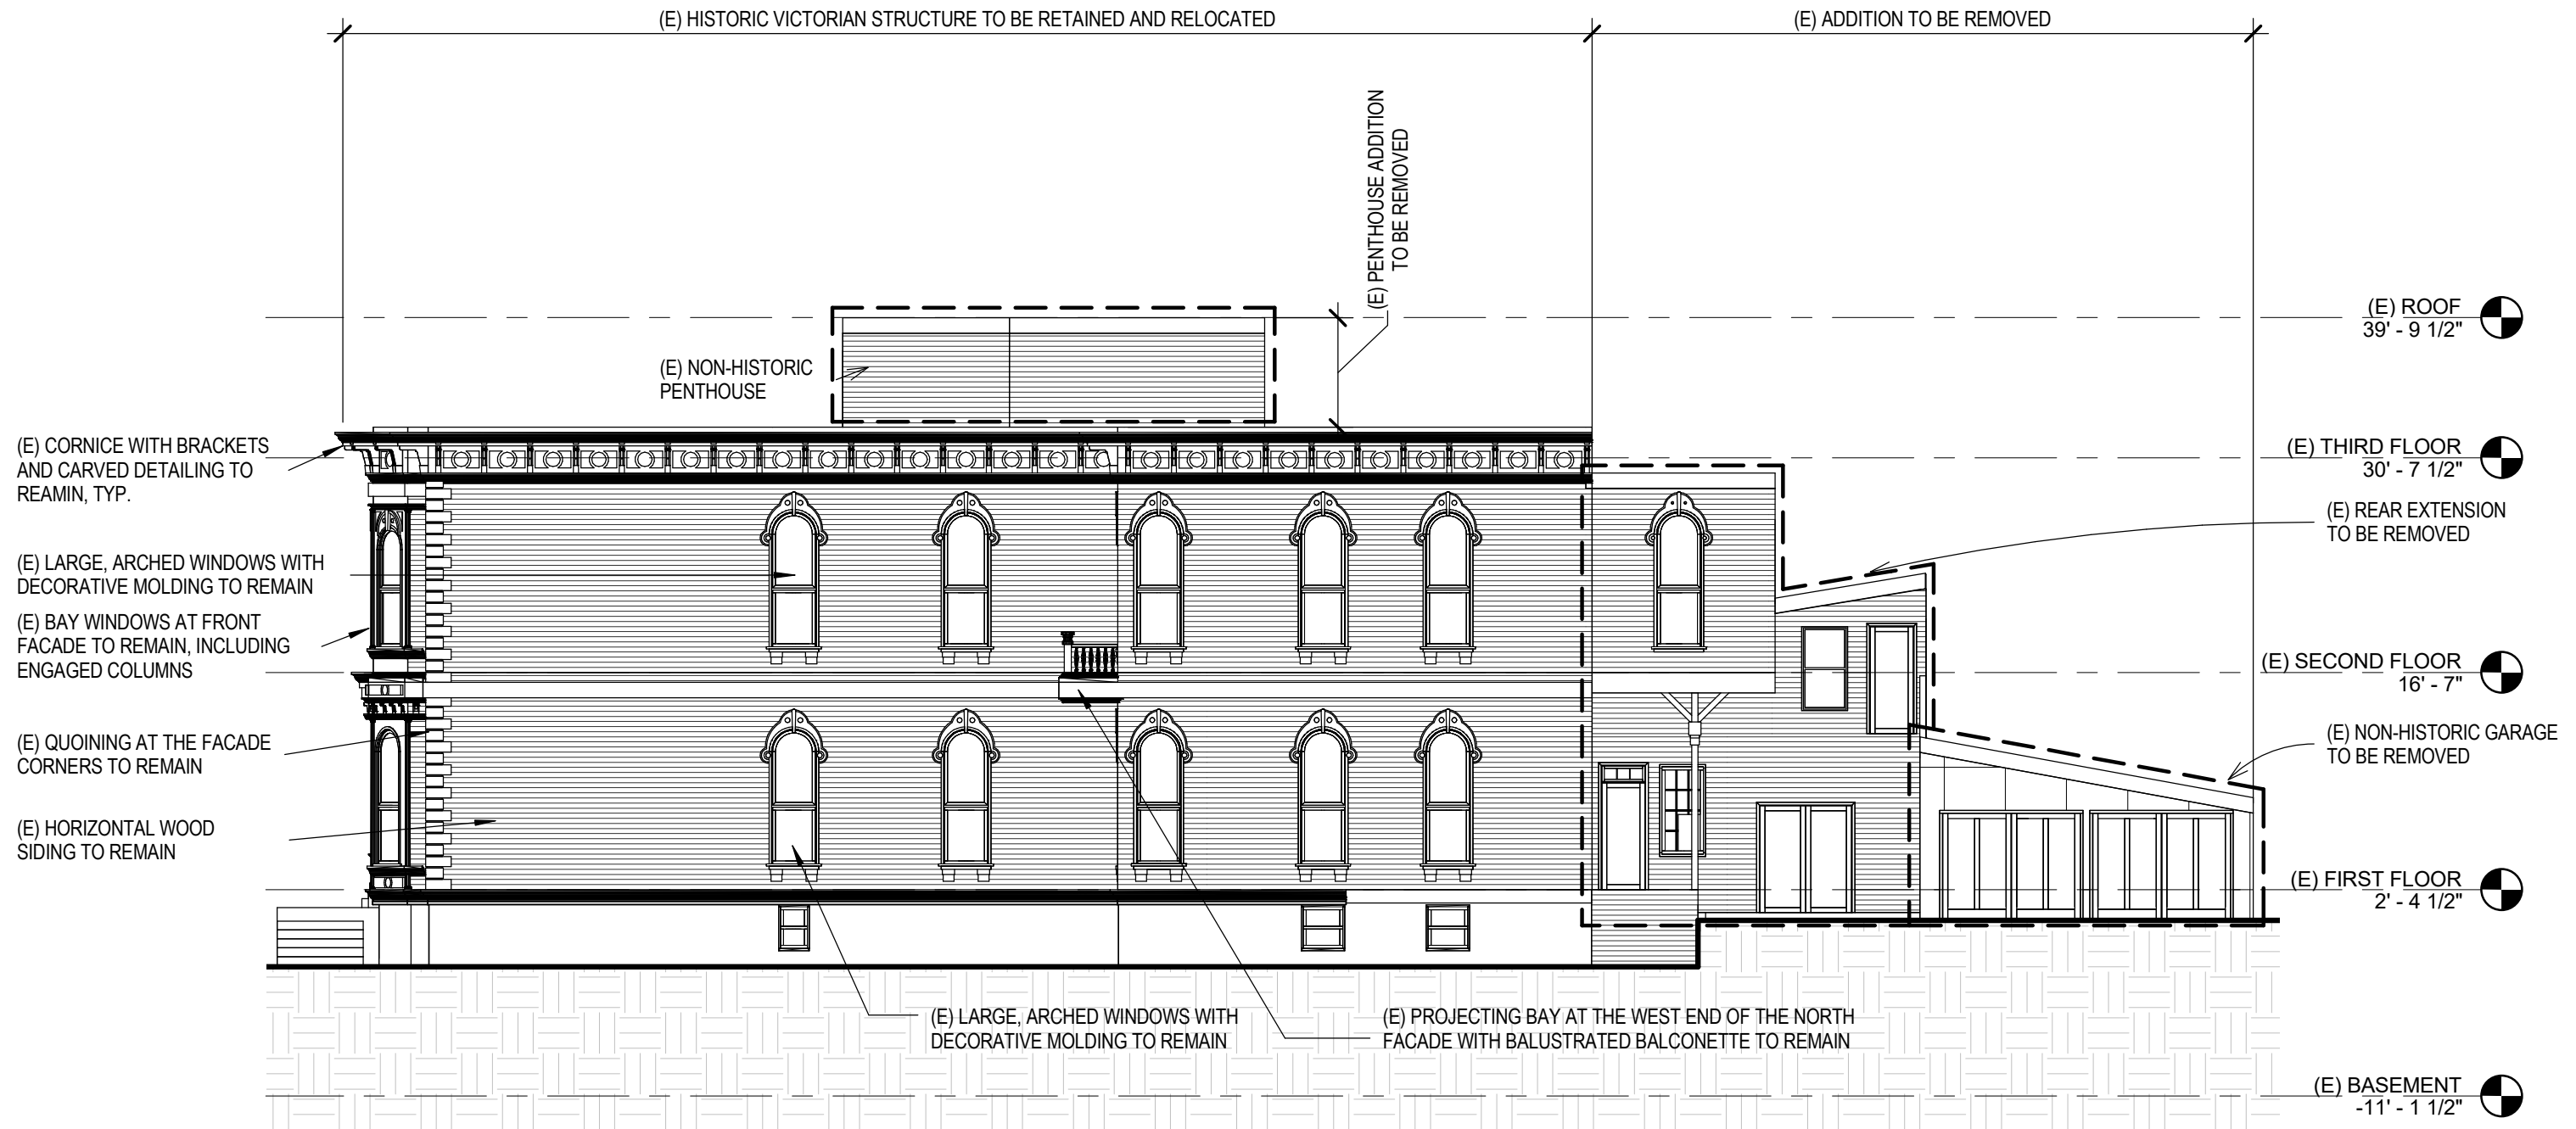 (E) HISTORIC VICTORIAN STRUCTURE TO BE RETAINED AND RELOCATED
(E) ADDITION TO BE REMOVED
(E) PENTHOUSE ADDITION
TO BE REMOVED
(E) ROOF
39' - 9 1/2"
(E) NON-HISTORIC
PENTHOUSE
(E) CORNICE WITH BRACKETS
AND CARVED DETAILING TO
REAMIN, TYP.
(E) THIRD FLOOR
30' - 7 1/2"
(E) REAR EXTENSION
TO BE REMOVED
(E) LARGE, ARCHED WINDOWS WITH
DECORATIVE MOLDING TO REMAIN
(E) BAY WINDOWS AT FRONT
FACADE TO REMAIN, INCLUDING
ENGAGED COLUMNS
(E) SECOND FLOOR
16' - 7"
(E) QUOINING AT THE FACADE
CORNERS TO REMAIN
(E) NON-HISTORIC GARAGE
TO BE REMOVED
(E) HORIZONTAL WOOD
SIDING TO REMAIN
(E) FIRST FLOOR
2' - 4 1/2"
(E) LARGE, ARCHED WINDOWS WITH
DECORATIVE MOLDING TO REMAIN
(E) PROJECTING BAY AT THE WEST END OF THE NORTH
FACADE WITH BALUSTRATED BALCONETTE TO REMAIN
(E) BASEMENT
-11' - 1 1/2"